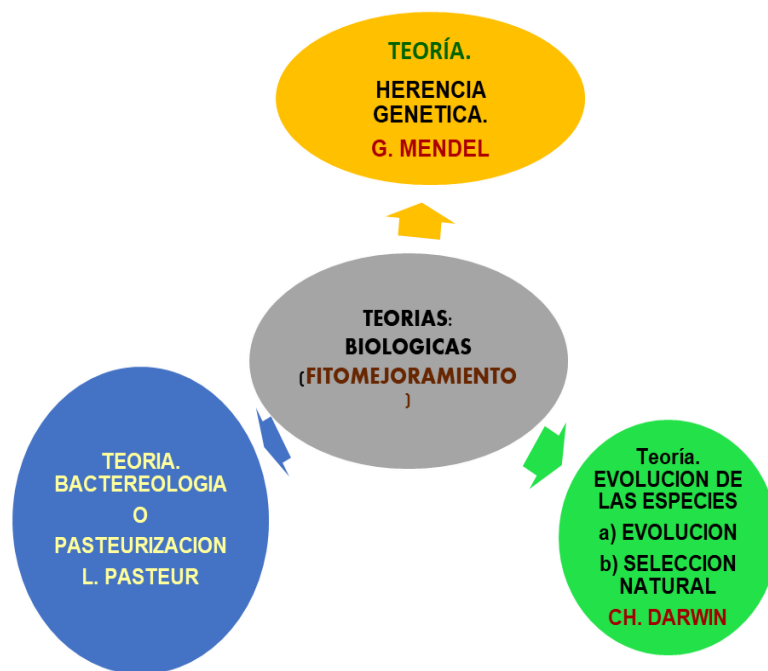 TEORÍA.
HERENCIA
GENETICA.
G. MENDEL
TEORIAS:
BIOLOGICAS
(FITOMEJORAMIENTO
)
TEORIA.
BACTEREOLOGIA
O
PASTEURIZACION
L. PASTEUR
Teoría.
EVOLUCION DE
LAS ESPECIES
a) EVOLUCION
b) SELECCION
NATURAL
CH. DARWIN